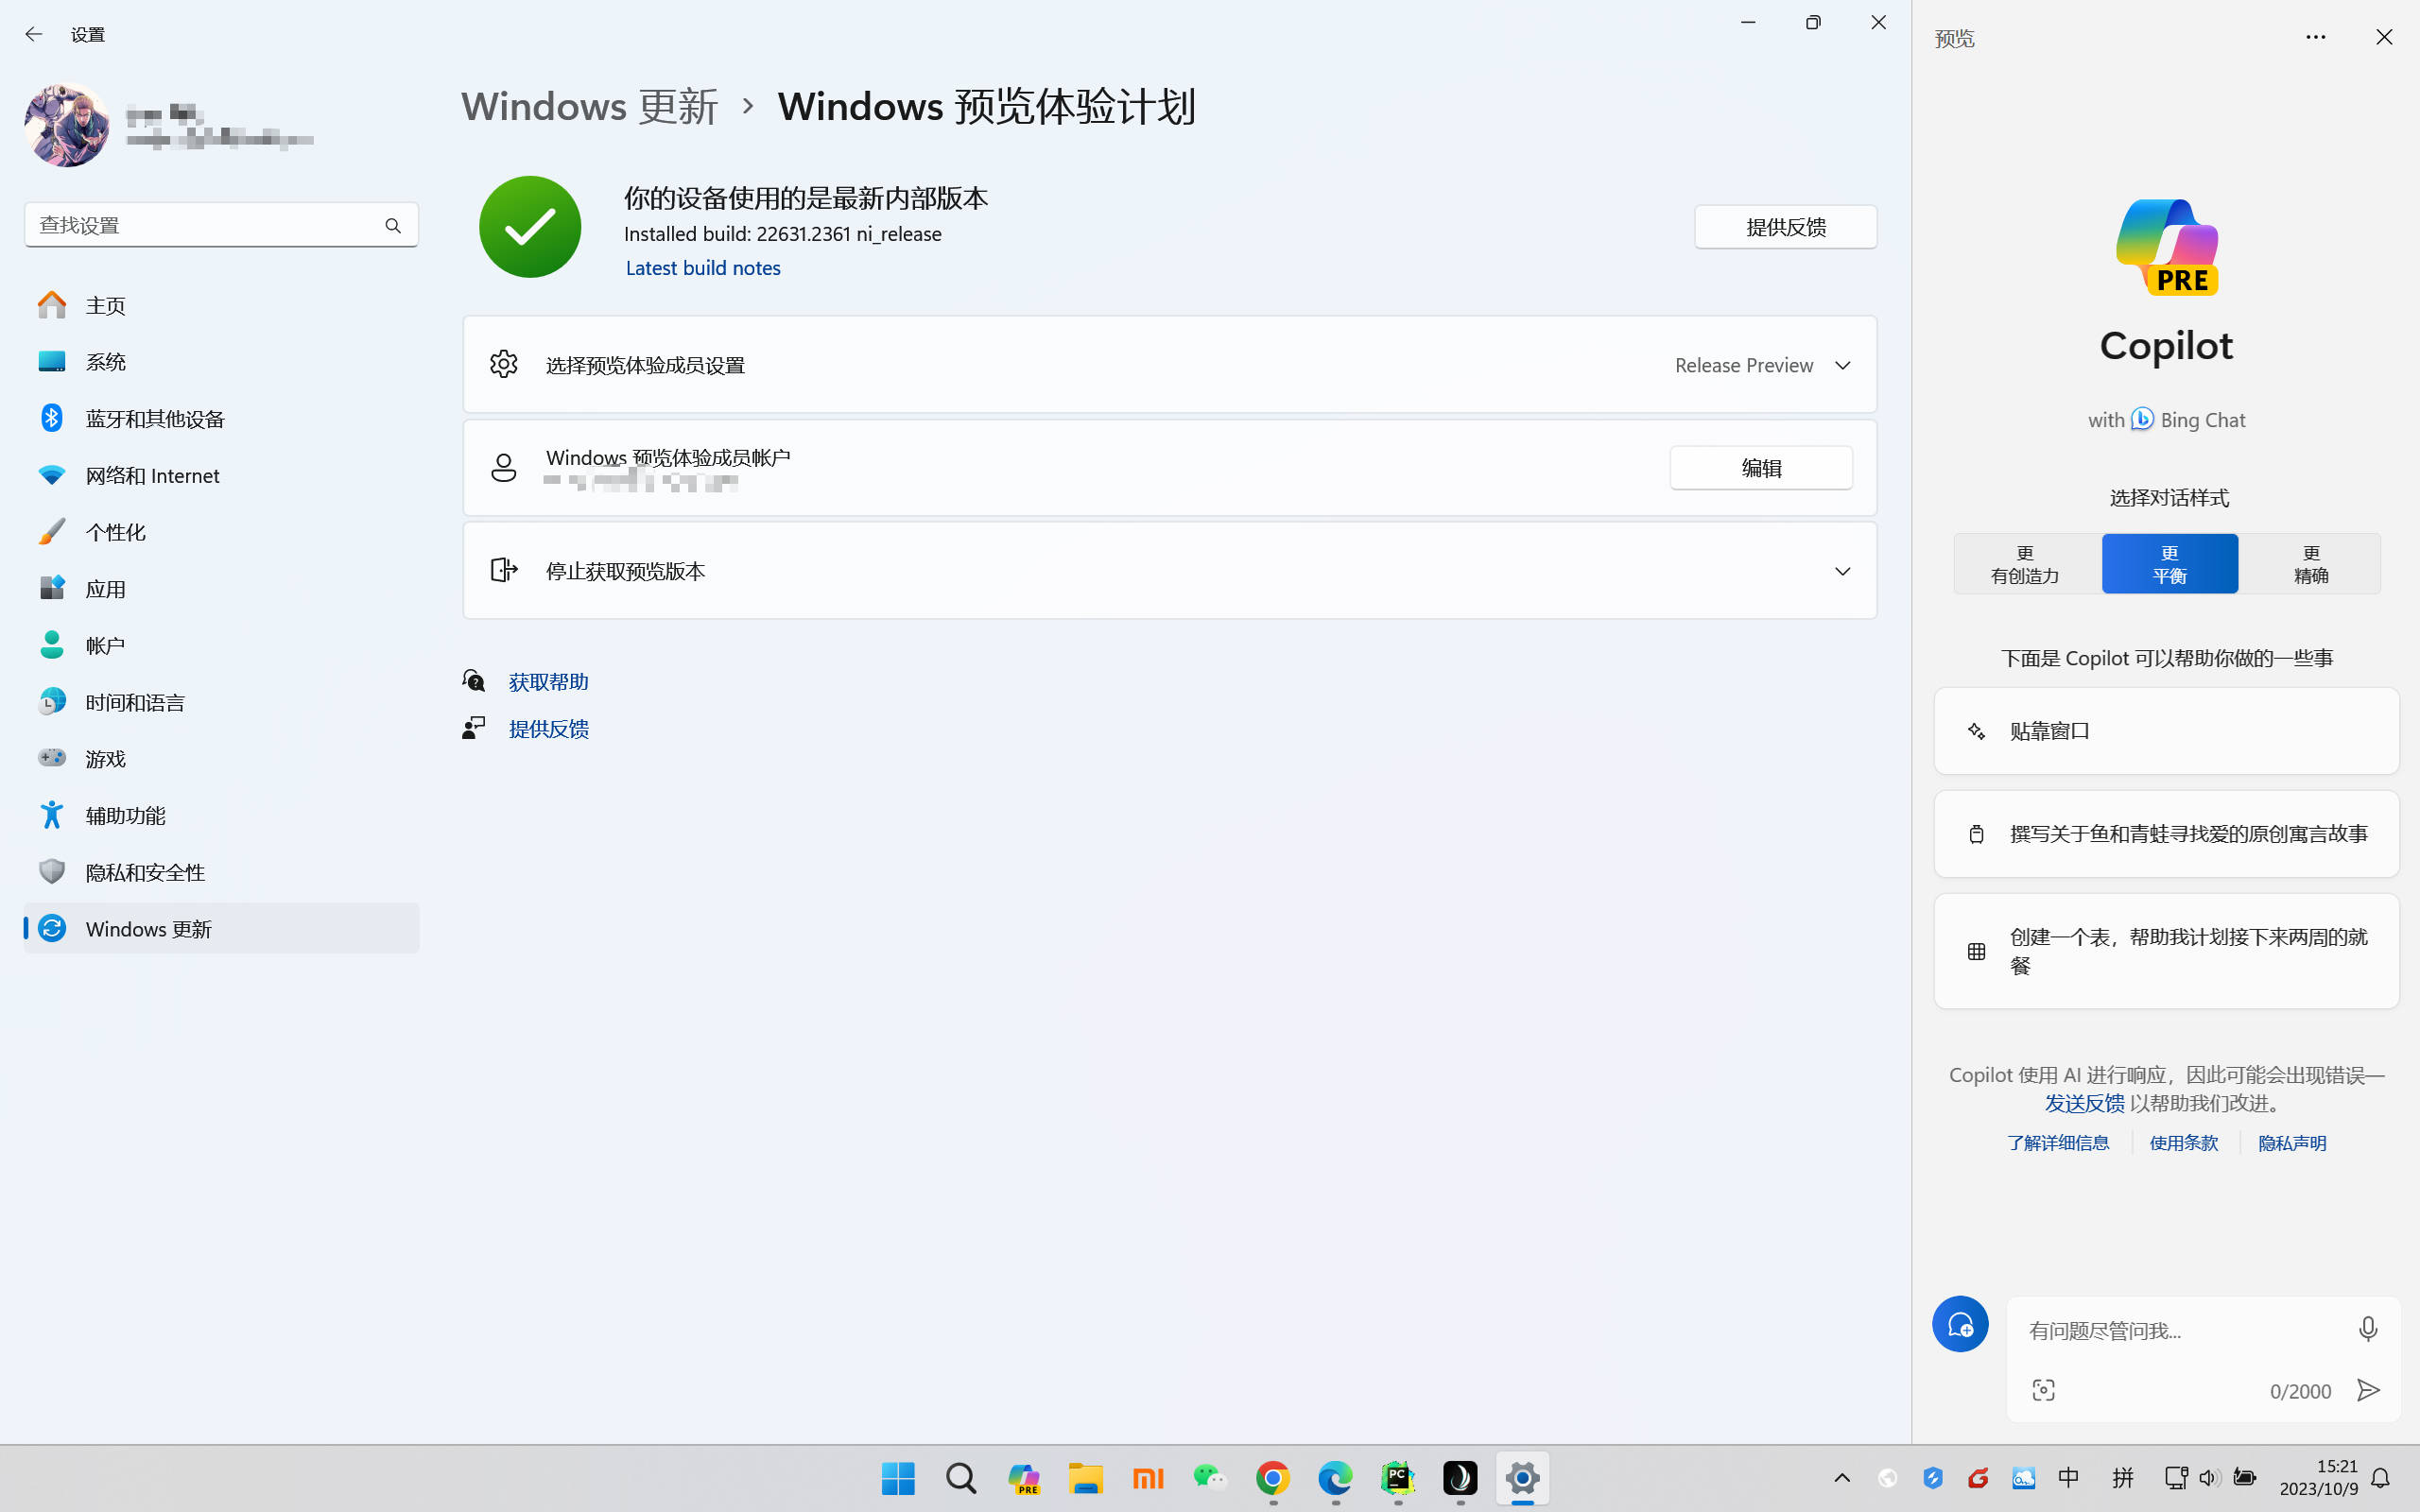 设置
查找设置
主页
系统
蓝牙和其他设备
网络和 Internet
个性化
应用
帐户
时间和语言
游戏
辅助功能
隐私和安全性
Windows 更新
Windows 更新 › Windows 预览体验计划
你的设备使用的是最新内部版本
Installed build: 22631.2361 ni_release
Latest build notes
提供反馈
选择预览体验成员设置
Release Preview
Windows 预览体验成员帐户
编辑
停止获取预览版本
获取帮助
提供反馈
预览
PRE
Copilot
with Bing Chat
选择对话样式
更
有创造力
更
平衡
更
精确
下面是 Copilot 可以帮助你做的一些事
贴靠窗口
撰写关于鱼和青蛙寻找爱的原创寓言故事
创建一个表，帮助我计划接下来两周的就
餐
Copilot 使用 AI 进行响应，因此可能会出现错误—
发送反馈 以帮助我们改进。
了解详细信息
使用条款
隐私声明
有问题尽管问我...
0/2000
PRE
mi
PC
中
拼
15:21
2023/10/9